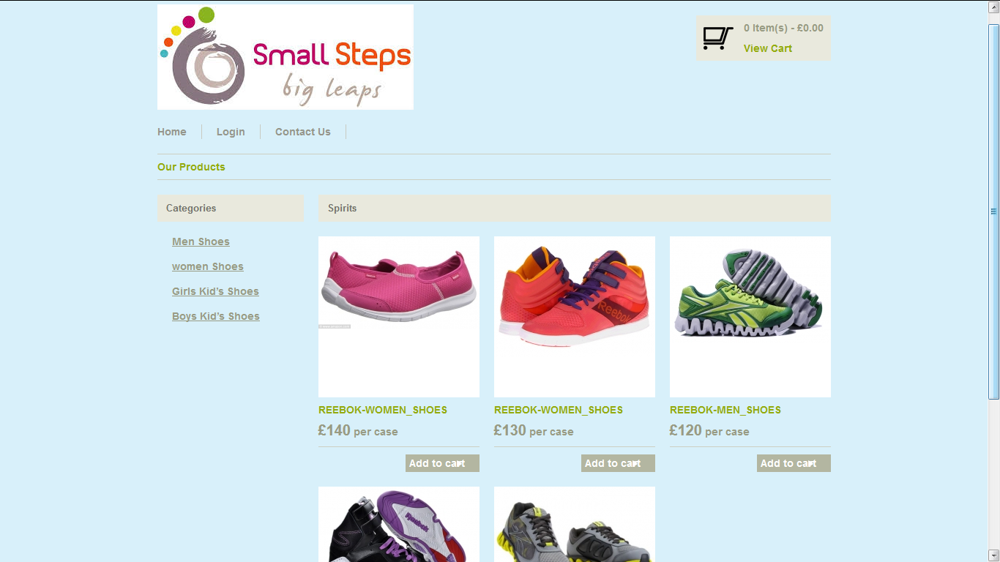 Small Steps
big leaps
0 Item(s) - £0.00
View Cart
Home
Login
Contact Us
Our Products
Categories
Men Shoes
women Shoes
Girls Kid’s Shoes
Boys Kid’s Shoes
Spirits
Reebok
REEBOK-WOMEN_SHOES
£140 per case
Add to cart
REEBOK-WOMEN_SHOES
£130 per case
Add to cart
REEBOK-MEN_SHOES
£120 per case
Add to cart
Reebok